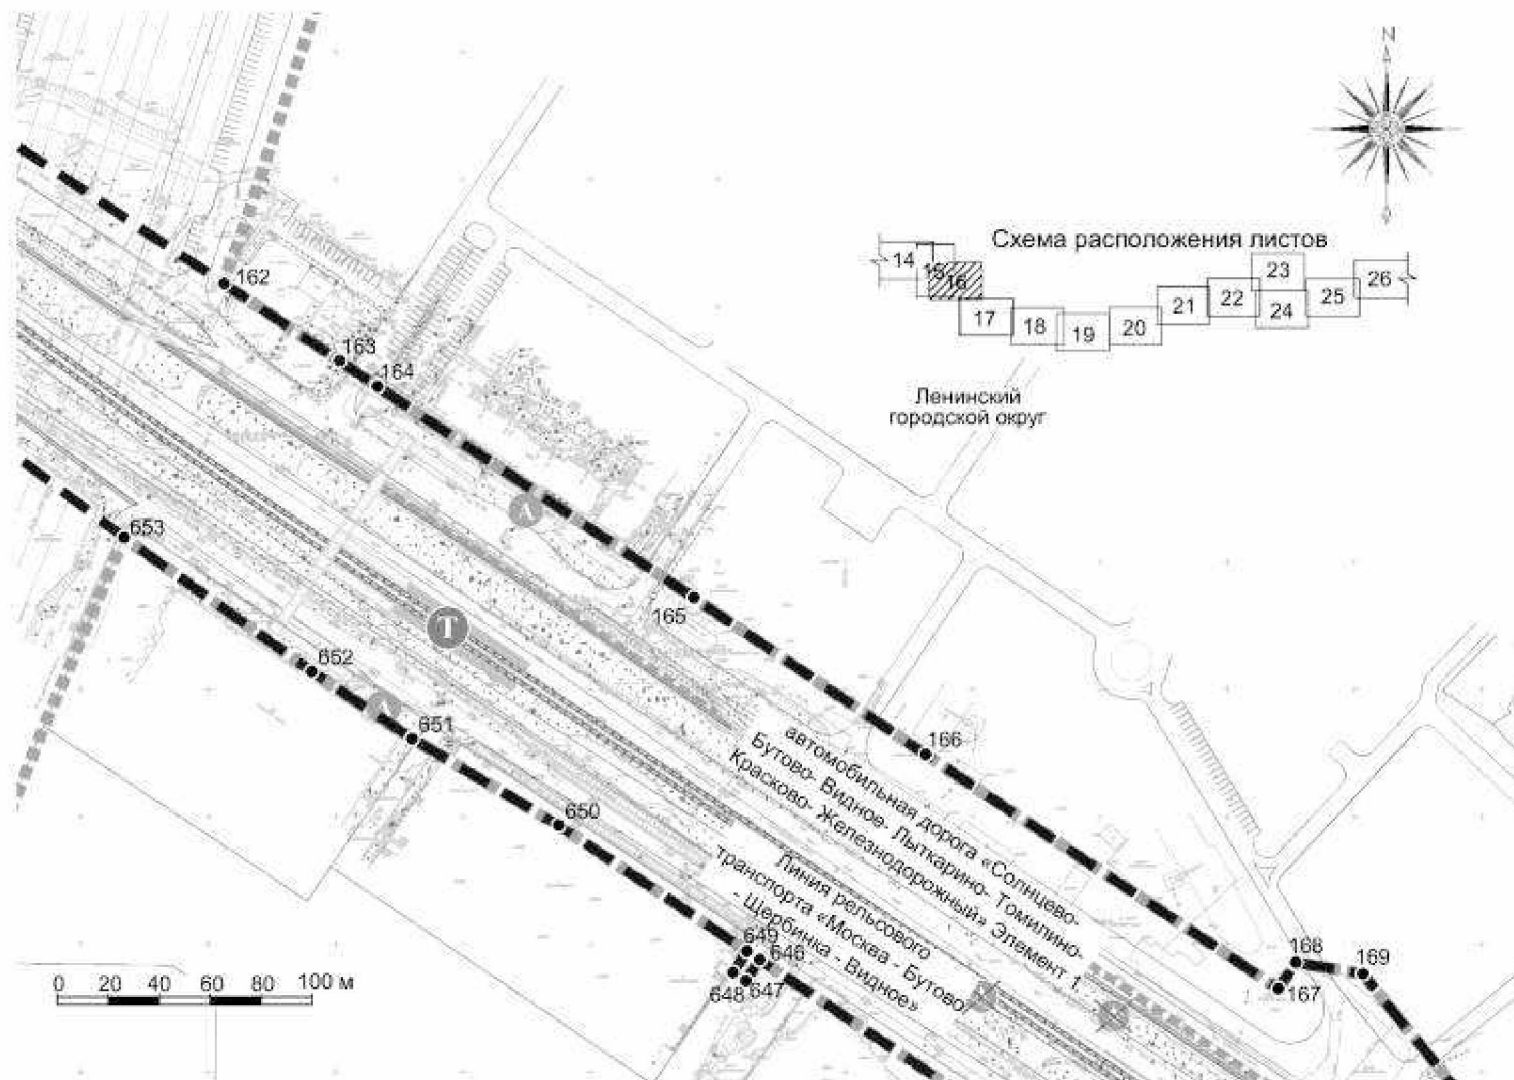 N
Схема расположения листов
14
15
16
17
18
19
20
21
22
23
24
25
26
Ленинский
городской округ
162
163
164
165
166
167
168
169
653
652
651
650
649
646
648
647
Т
автомобильная дорога «Солнцево-
Бутово- Видное- Лыткарино- Томилино-
Красково- Железнодорожный» Элемент 1
Линия рельсового
транспорта «Москва - Бутово
- Щербинка - Видное»
0 20 40 60 80 100 м